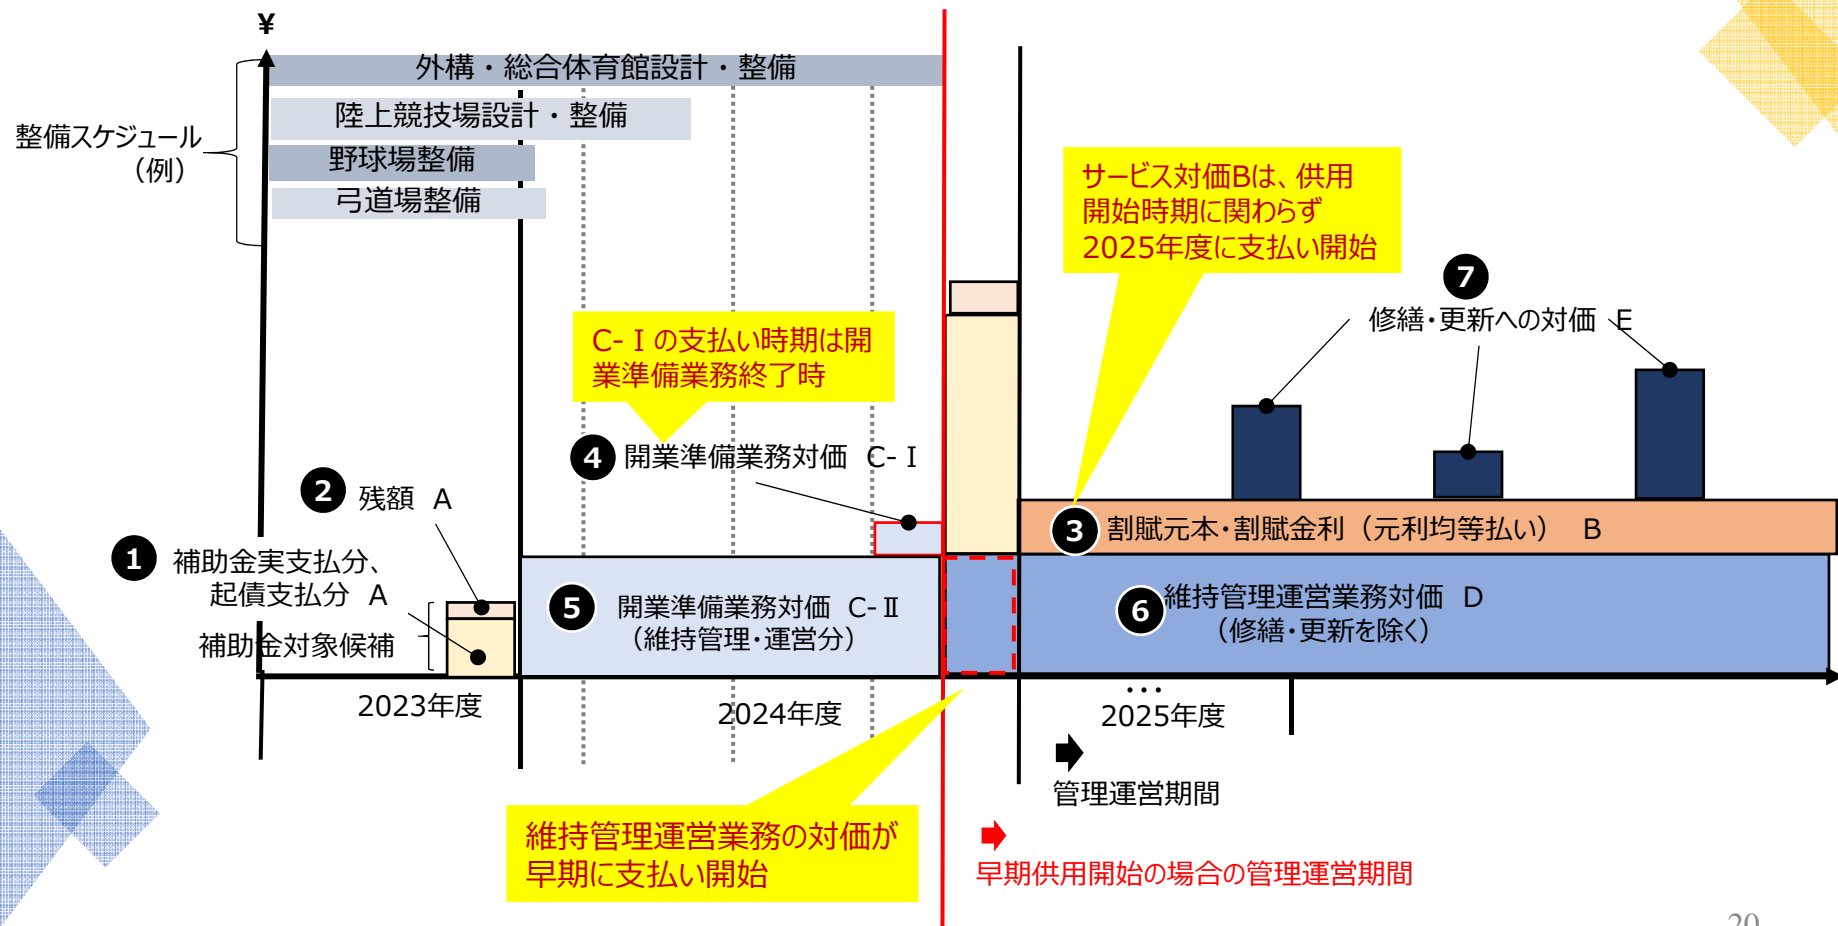 ¥
外構・総合体育館設計・整備
陸上競技場設計・整備
整備スケジュール
（例）
野球場整備
弓道場整備
サービス対価Bは、供用
開始時期に関わらず
2025年度に支払い開始
7
修繕・更新への対価　E
C-Ⅰの支払い時期は開
業準備業務終了時
4 開業準備業務対価　C-Ⅰ
2 残額　A
3 割賦元本・割賦金利（元利均等払い）　B
1 補助金実支払分、
起債支払分　A
補助金対象候補
5 開業準備業務対価　C-Ⅱ
（維持管理・運営分）
6 維持管理運営業務対価　D
（修繕・更新を除く）
2023年度
2024年度
…
2025年度
管理運営期間
維持管理運営業務の対価が
早期に支払い開始
早期供用開始の場合の管理運営期間
20